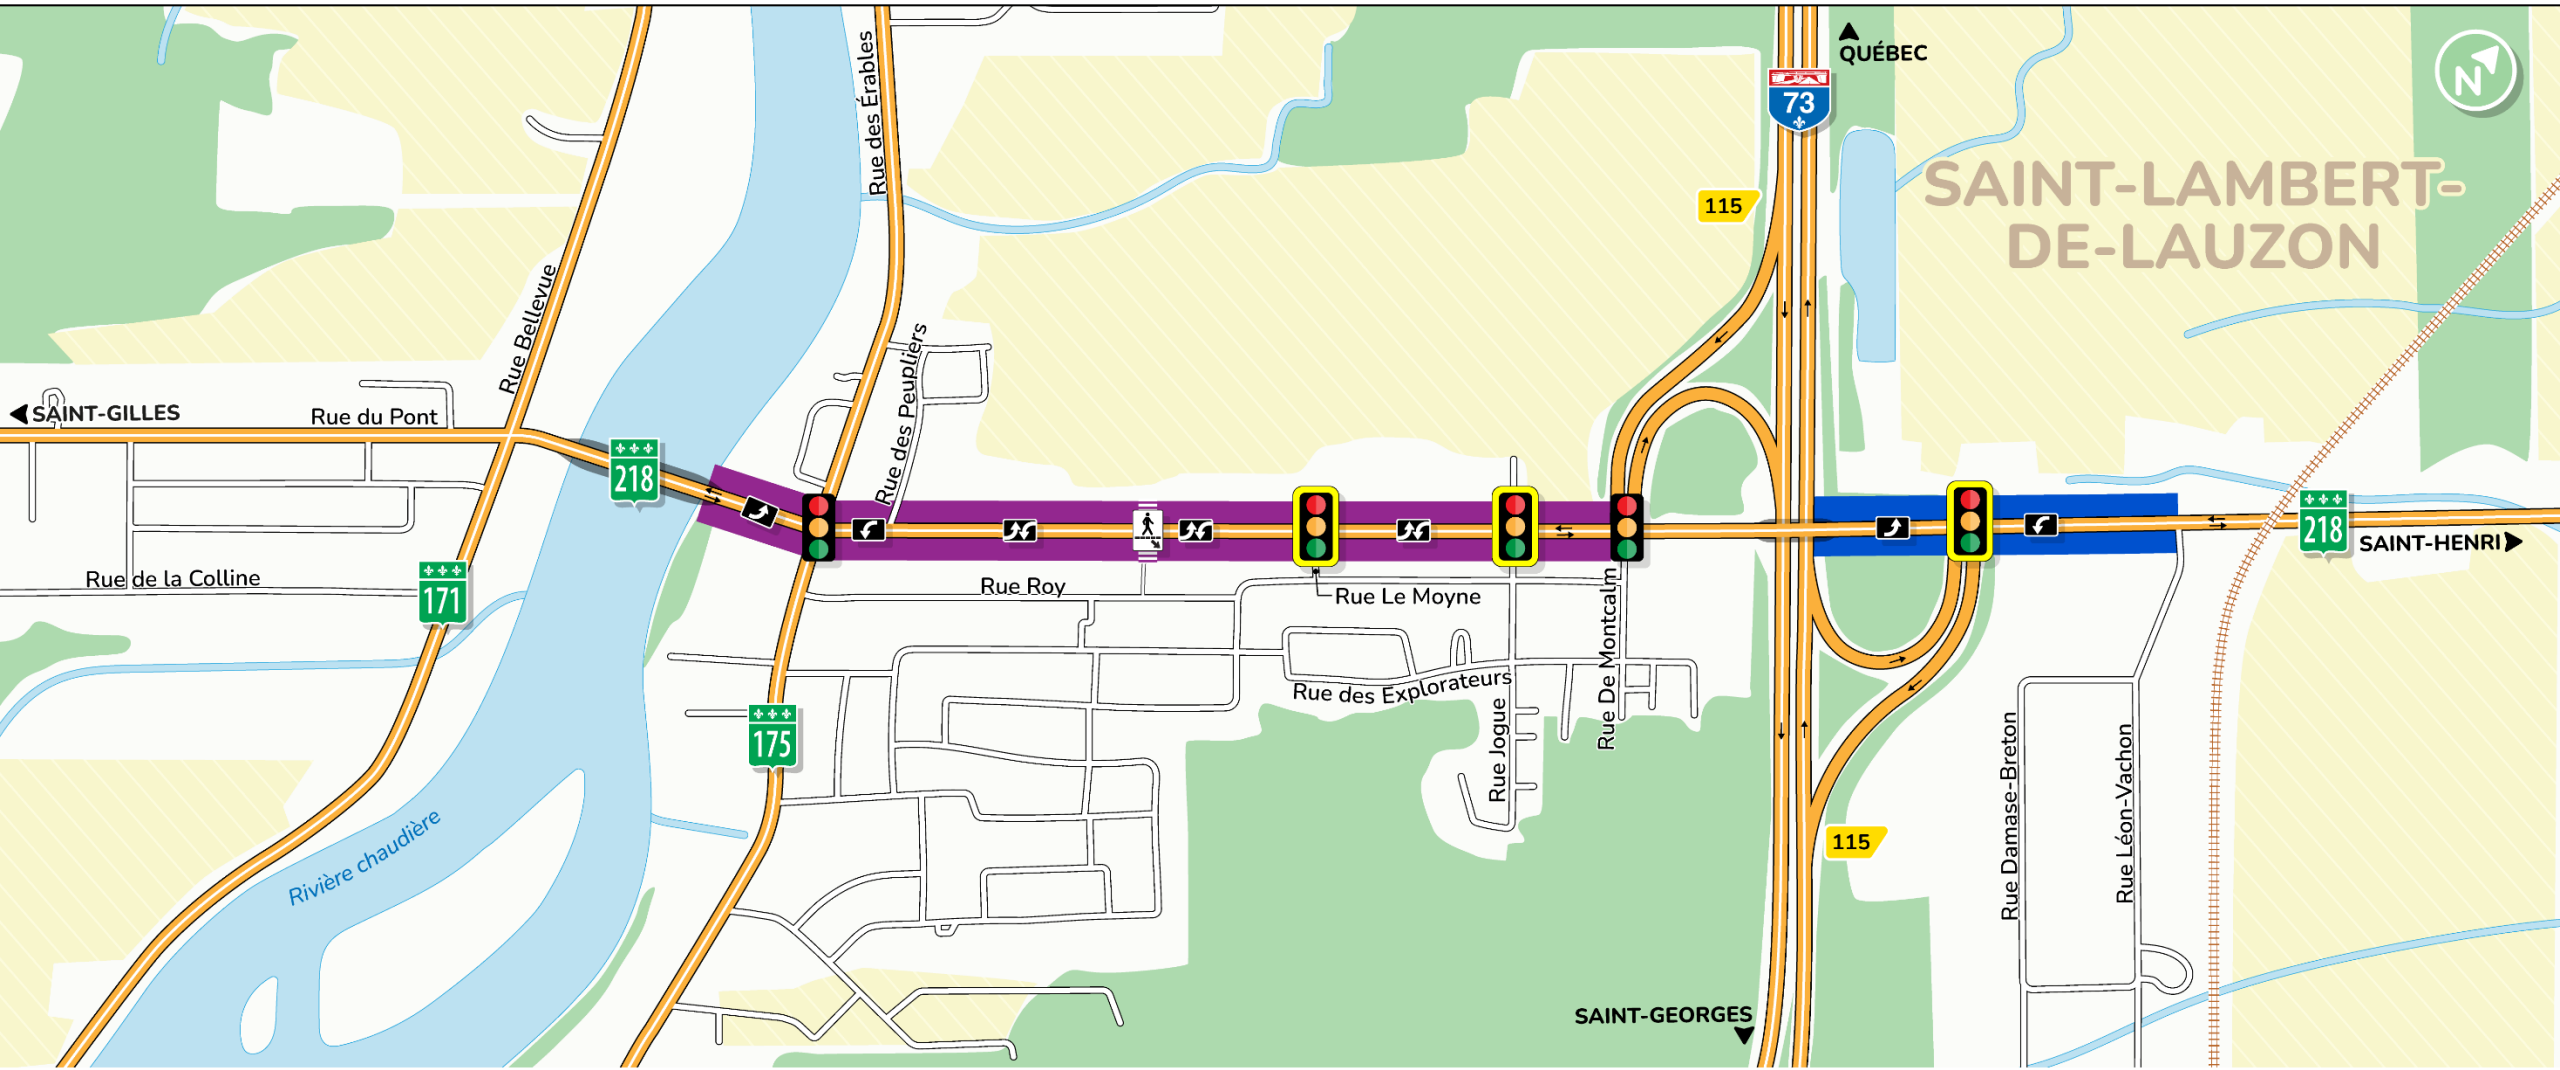 QUÉBEC
73
N
Rue des Érables
115
SAINT-LAMBERT-
DE-LAUZON
Rue Bellevue
Rue des Peupliers
SAINT-GILLES
Rue du Pont
218
218
SAINT-HENRI
Rue de la Colline
171
Rue Roy
Rue Le Moyne
Rue De Montcalm
Rue des Explorateurs
Rue Jogue
175
Rue Damase-Breton
Rue Léon-Vachon
115
Rivière chaudière
SAINT-GEORGES